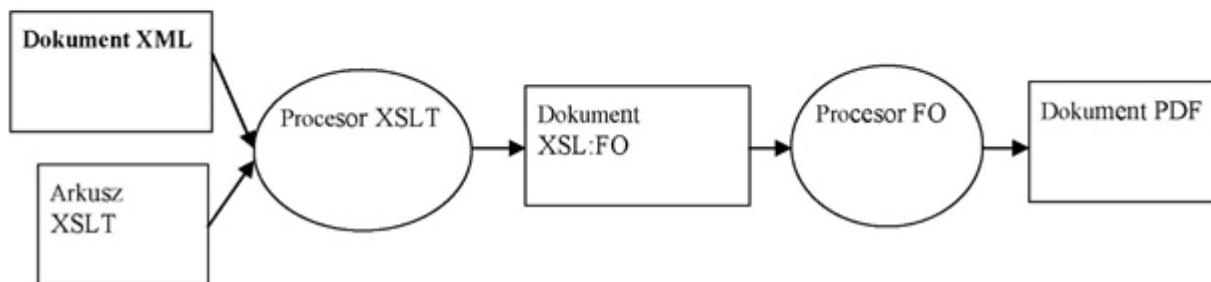 Dokument XML
Arkusz
XSLT
Procesor XSLT
Dokument
XSL:FO
Procesor FO
Dokument PDF